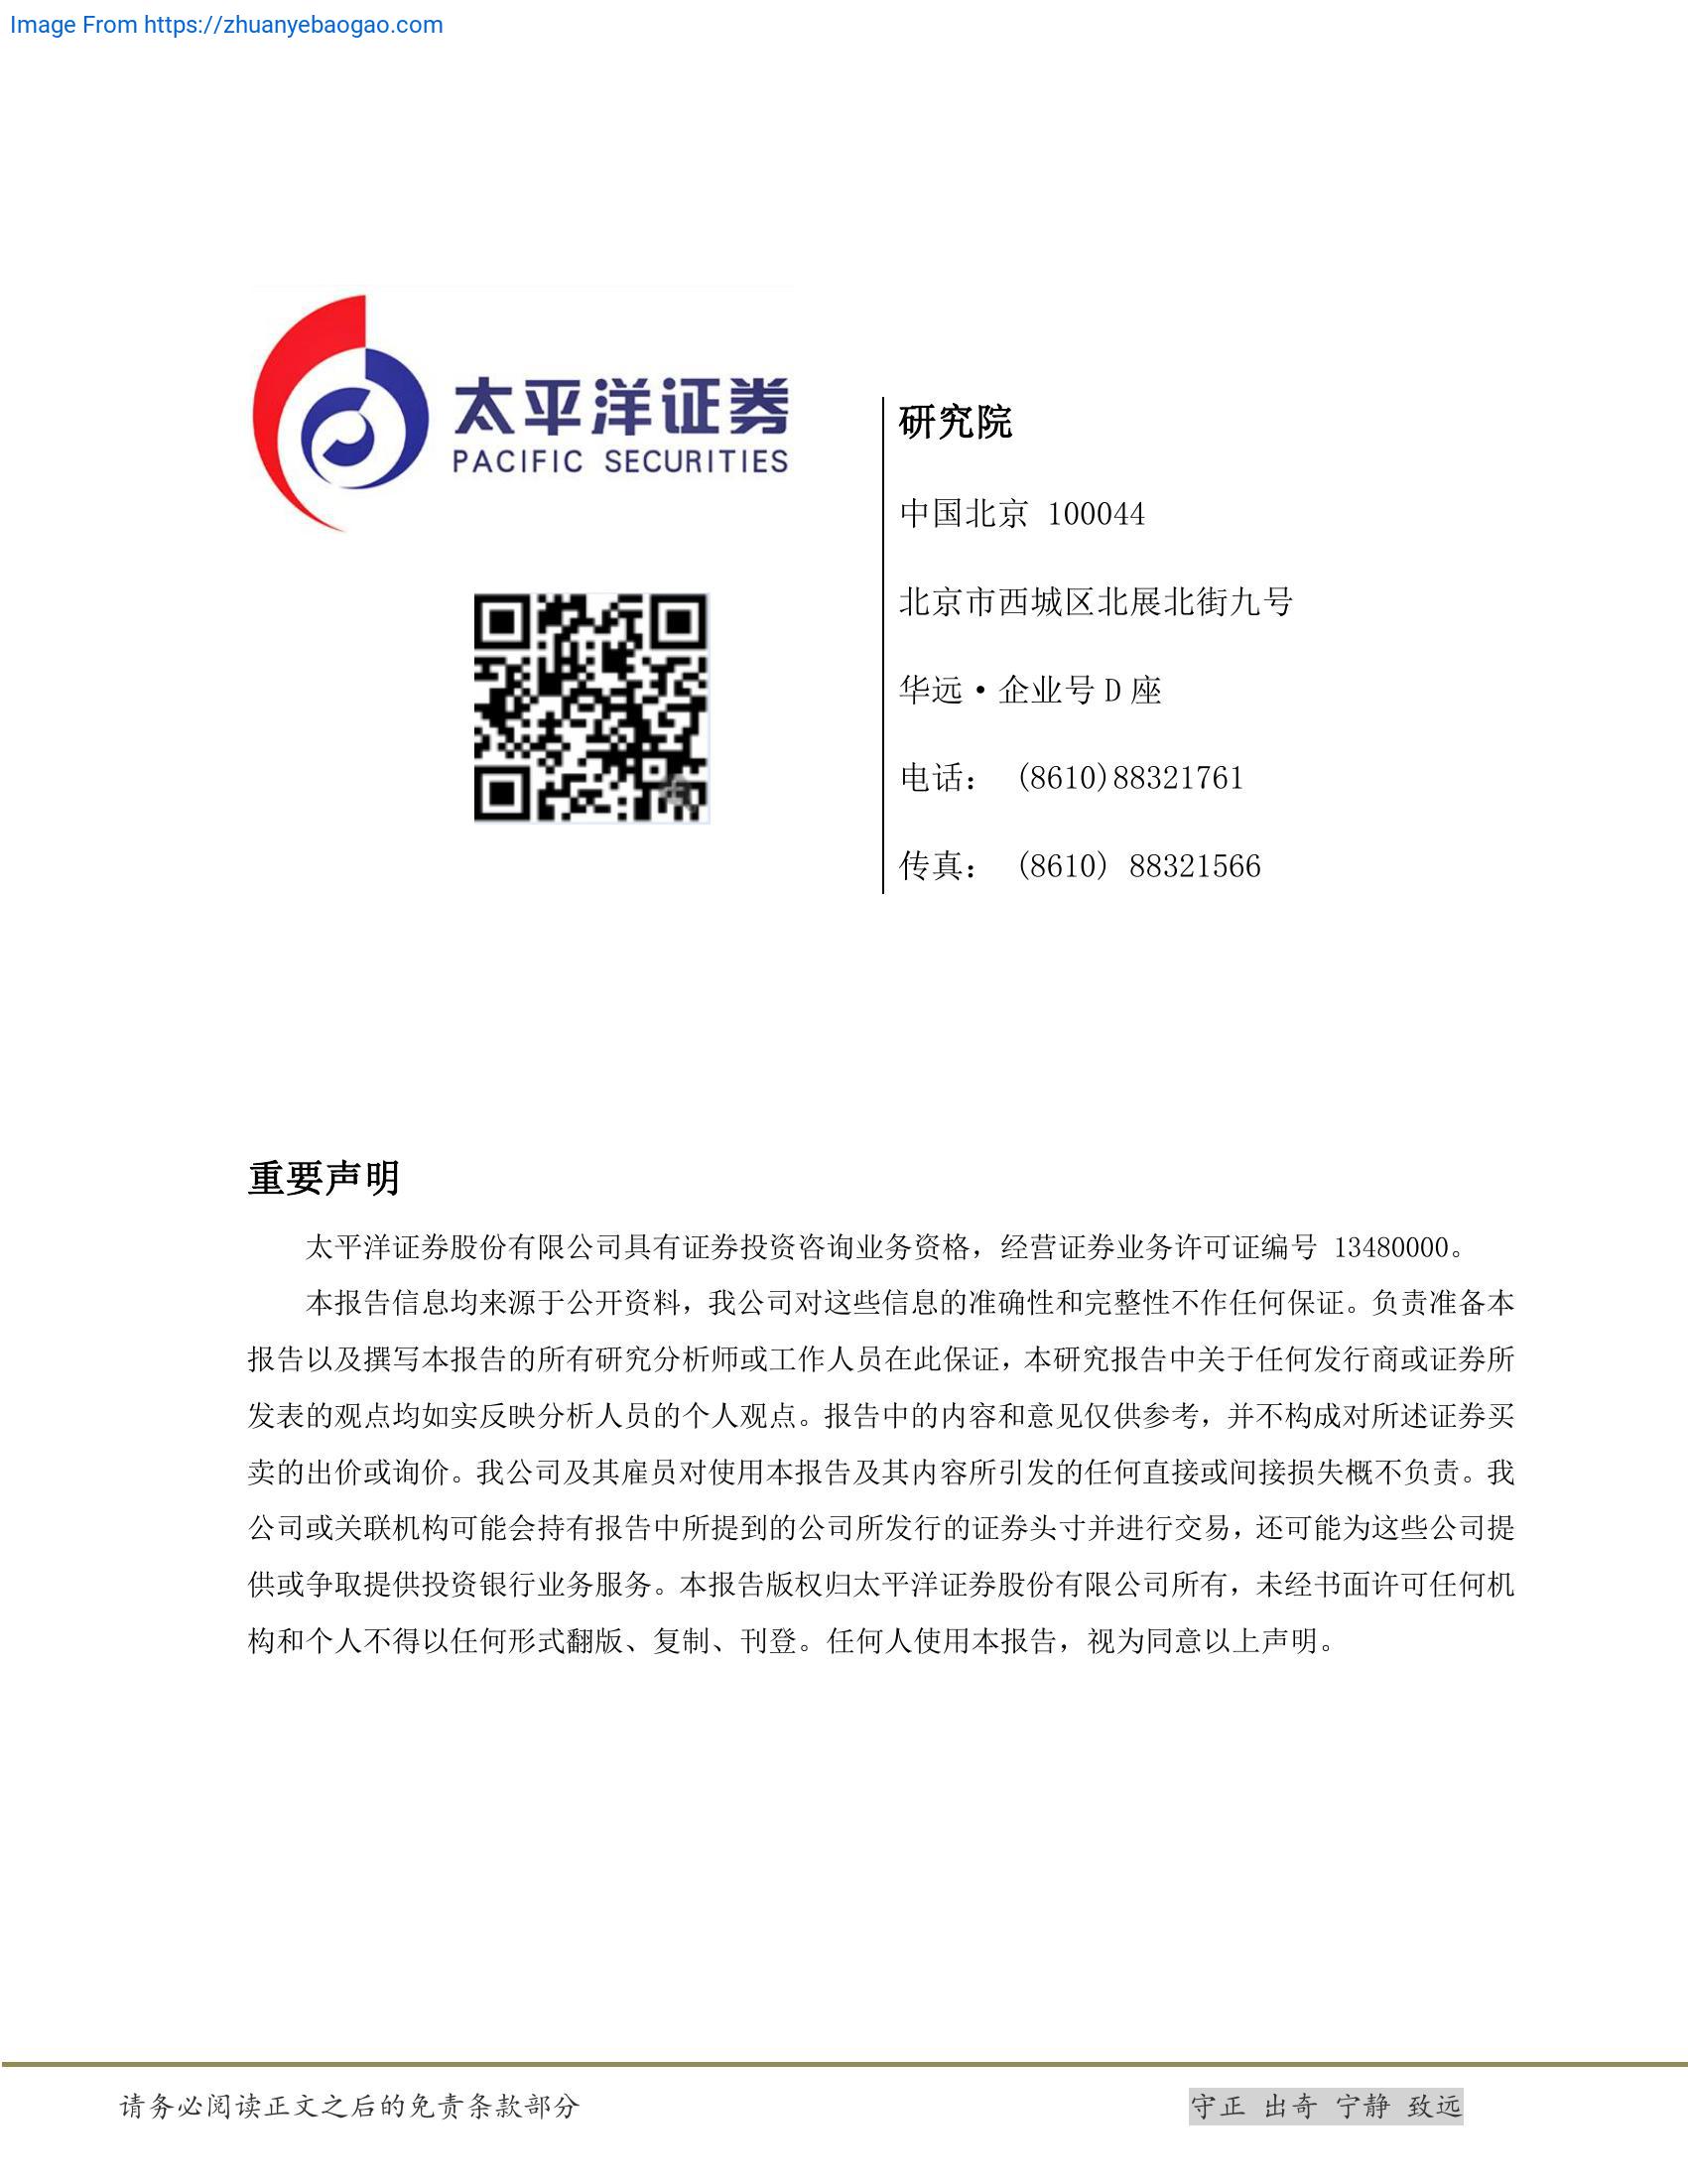 Image From https://zhuanyebaogao.com
太平洋证券
PACIFIC SECURITIES
研究院
中国北京 100044
北京市西城区北展北街九号
华远·企业号 D 座
电话： (8610)88321761
传真： (8610) 88321566
重要声明
太平洋证券股份有限公司具有证券投资咨询业务资格，经营证券业务许可证编号 13480000。
本报告信息均来源于公开资料，我公司对这些信息的准确性和完整性不作任何保证。负责准备本
报告以及撰写本报告的所有研究分析师或工作人员在此保证，本研究报告中关于任何发行商或证券所
发表的观点均如实反映分析人员的个人观点。报告中的内容和意见仅供参考，并不构成对所述证券买
卖的出价或询价。我公司及其雇员对使用本报告及其内容所引发的任何直接或间接损失概不负责。我
公司或关联机构可能会持有报告中所提到的公司所发行的证券头寸并进行交易，还可能为这些公司提
供或争取提供投资银行业务服务。本报告版权归太平洋证券股份有限公司所有，未经书面许可任何机
构和个人不得以任何形式翻版、复制、刊登。任何人使用本报告，视为同意以上声明。
请务必阅读正文之后的免责条款部分
守正 出奇 宁静 致远